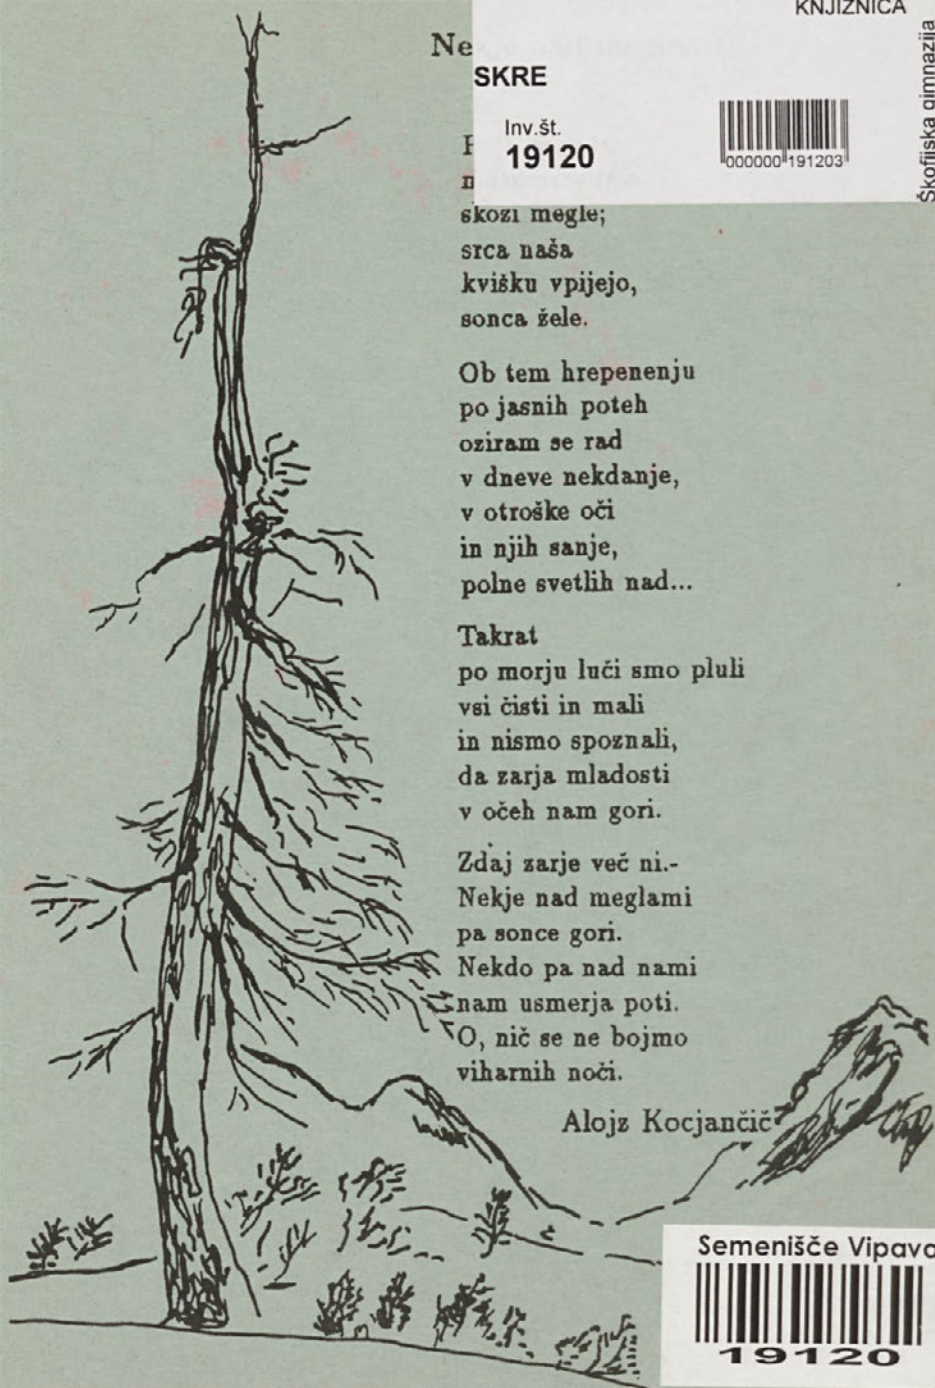 KNJIŽNICA
Škofijska gimnazija
SKRE
Inv.št.
19120
000000 191203
skozi megle;
srca naša
kvišku vpijejo,
sonca žele.
Ob tem hrepenenju
po jasnih poteh
oziram se rad
v dneve nekdanje,
v otroške oči
in njih sanje,
polne svetlih nad...
Takrat
po morju luči smo pluli
vsi čisti in mali
in nismo spoznali,
da zarja mladosti
v očeh nam gori.
Zdaj zarje več ni.-
Nekje nad meglami
pa sonce gori.
Nekdo pa nad nami
nam usmerja poti.
O, nič se ne bojmo
viharnih noči.
Alojz Kocjančič
Semenišče Vipava
19120